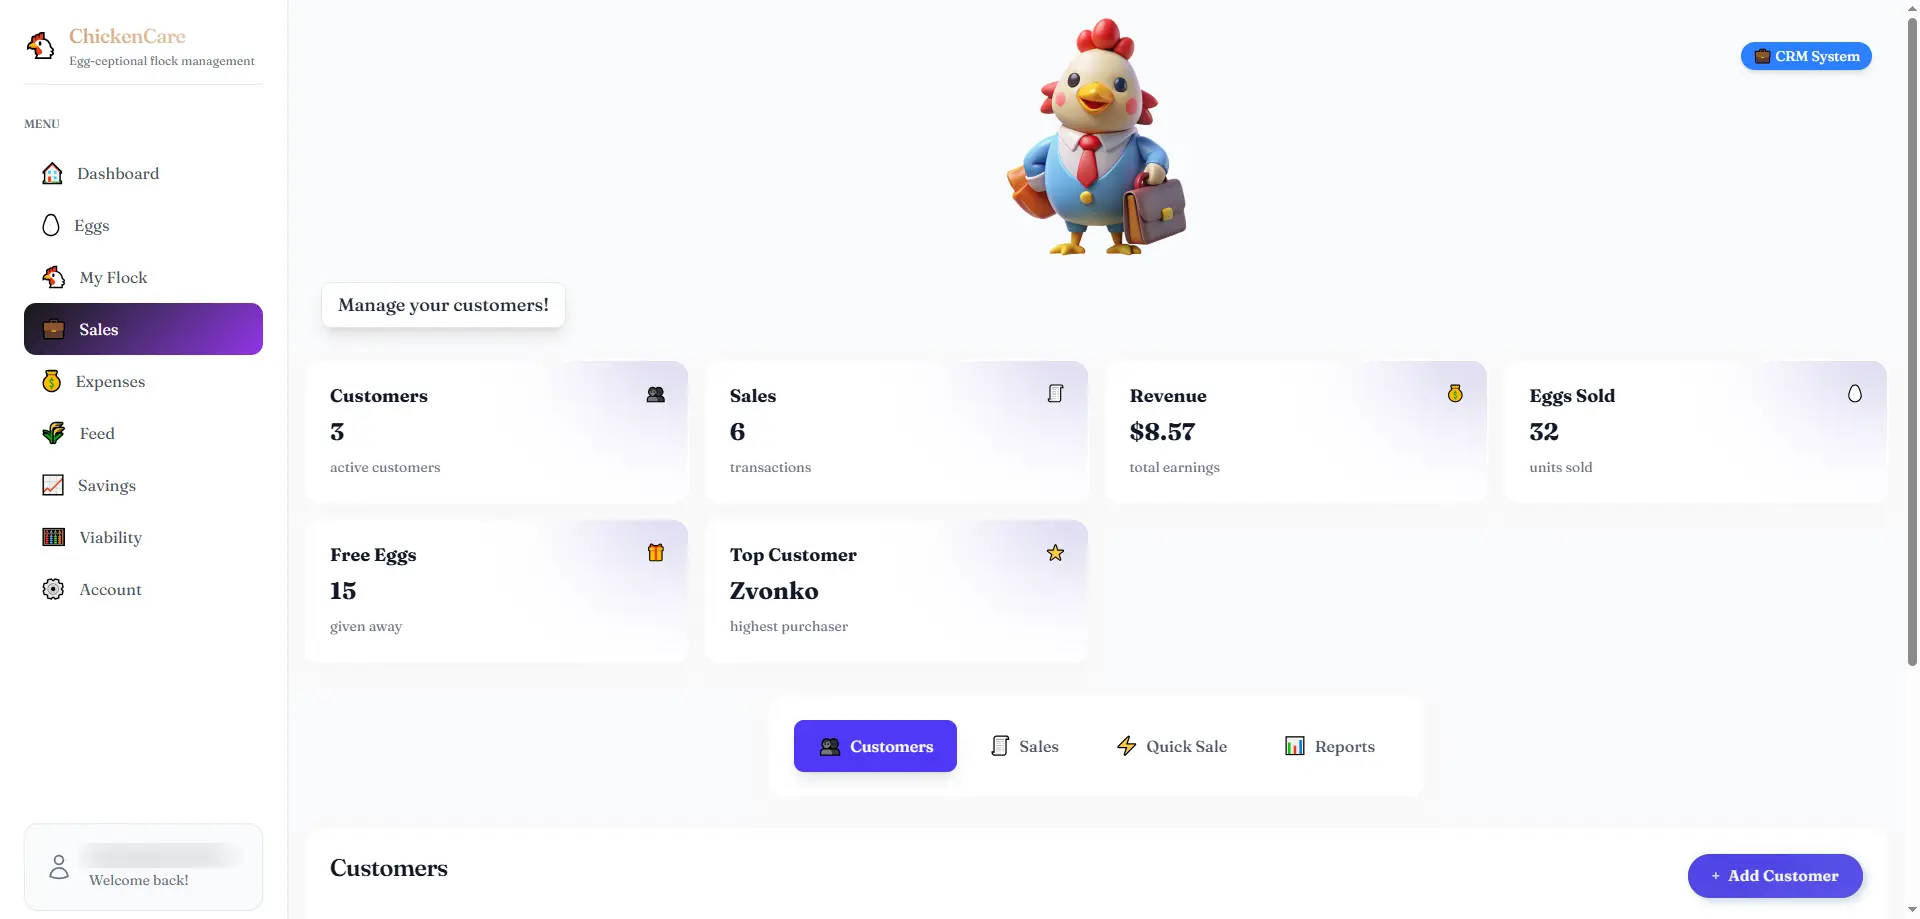 ChickenCare
Egg-ceptional flock management
MENU
Dashboard
Eggs
My Flock
Sales
Expenses
Feed
Savings
Viability
Account
Welcome back!
CRM System
Manage your customers!
Customers
3
active customers
Sales
6
transactions
Revenue
$8.57
total earnings
Eggs Sold
32
units sold
Free Eggs
15
given away
Top Customer
Zvonko
highest purchaser
Customers
Sales
Quick Sale
Reports
Customers
+ Add Customer